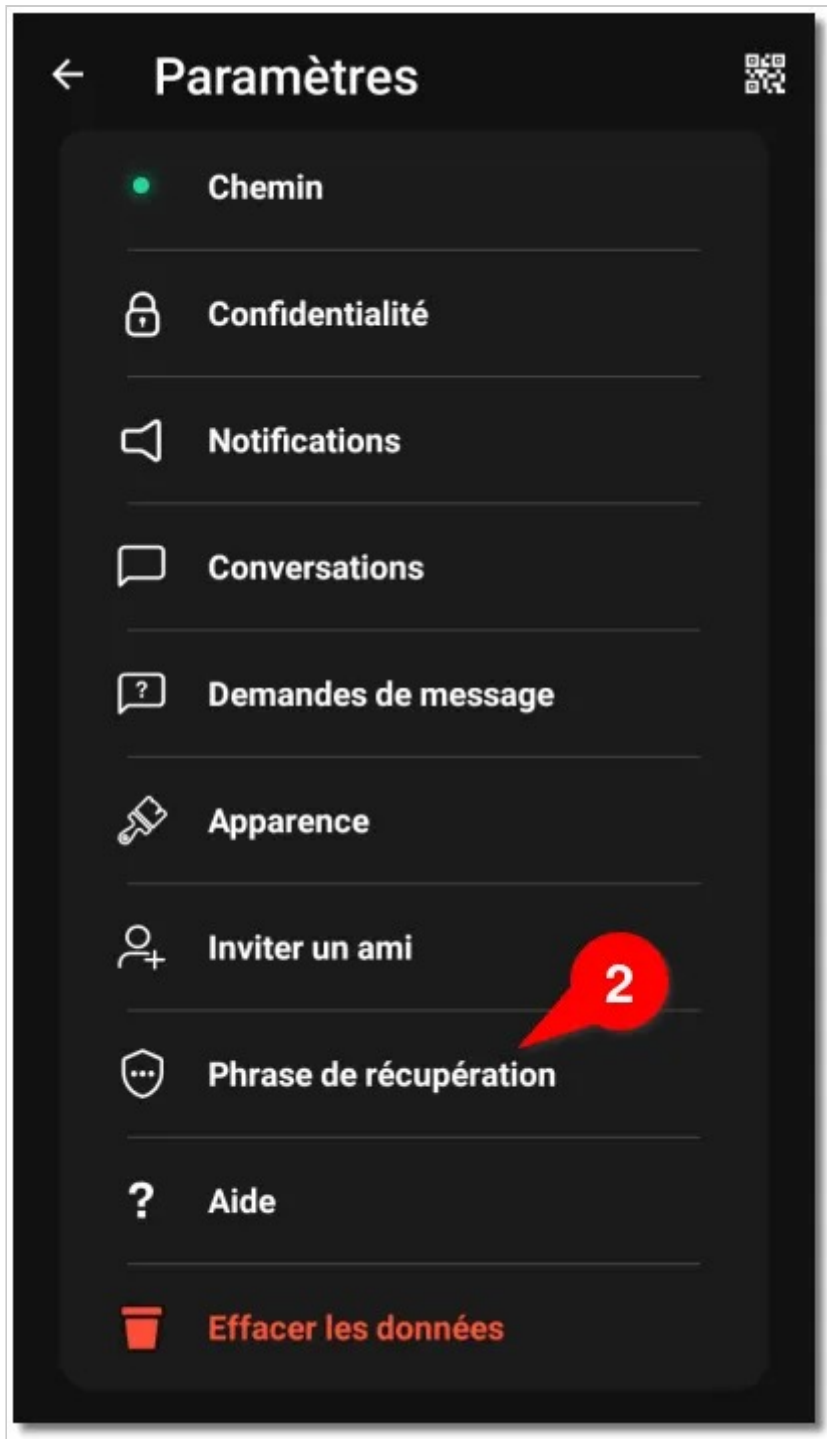 Paramètres
Chemin
Confidentialité
Notifications
Conversations
?
Demandes de message
Apparence
Inviter un ami
2
Phrase de récupération
?
Aide
Effacer les données